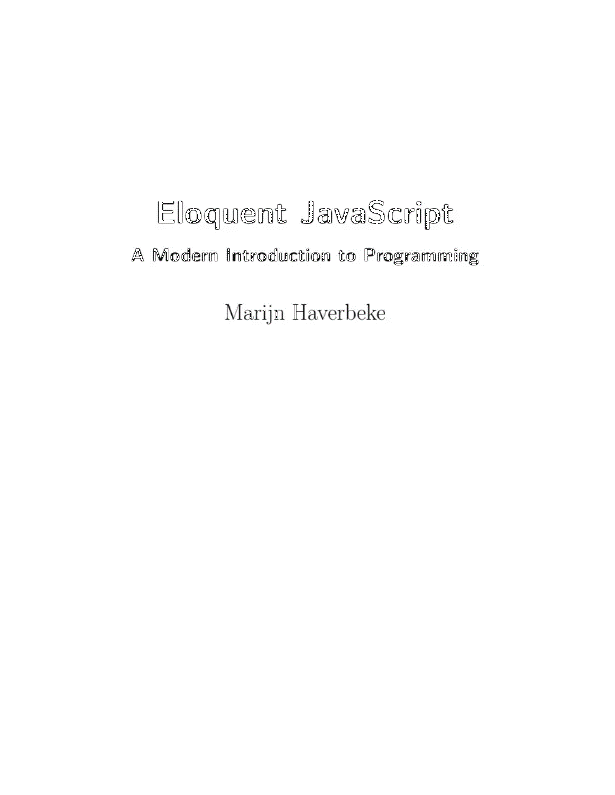 Eloquent JavaScript
A Modern Introduction to Programming
Marijn Haverbeke